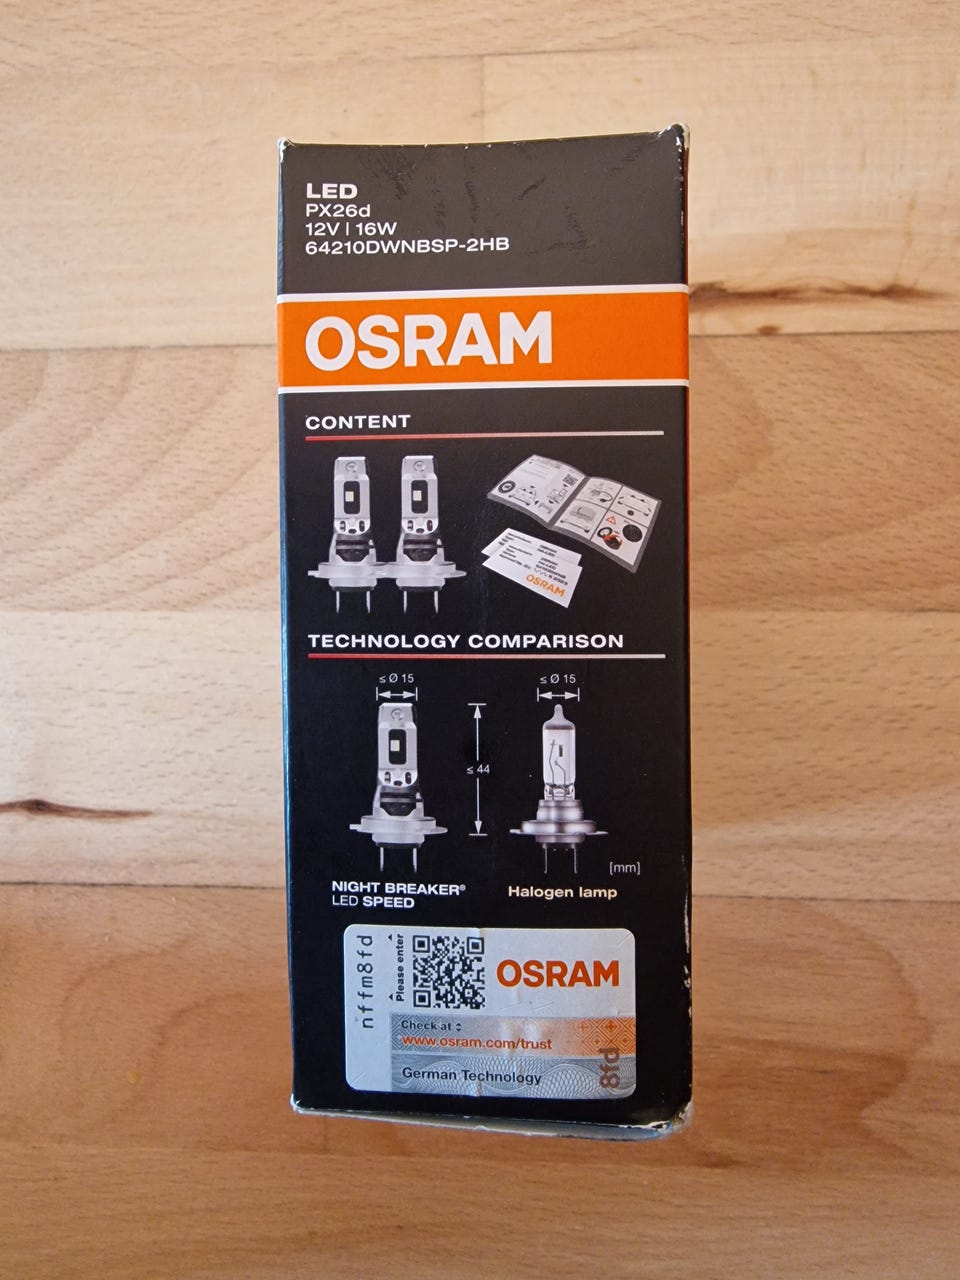 LED
PX26d
12V | 16W
64210DWNBSP-2HB
OSRAM
CONTENT
OSRAM
TECHNOLOGY COMPARISON
≤ Ø 15
≤ Ø 15
≤ 44
[mm]
NIGHT BREAKER®
LED SPEED
Halogen lamp
nffm8fd
Please enter
OSRAM
Check at
www.osram.com/trust
German Technology
8fd